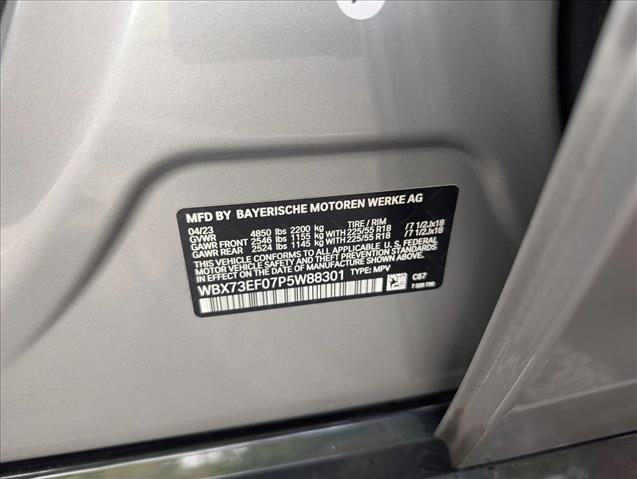 MFD BY BAYERISCHE MOTOREN WERKE AG
04/23 TIRE / RIM
GVWR 4850 lbs 2200 kg
GAWR FRONT 2546 lbs 1155 kg WITH 225/55 R18 /7 1/2Jx18
GAWR REAR 2524 lbs 1145 kg WITH 225/55 R18 /7 1/2Jx18
THIS VEHICLE CONFORMS TO ALL APPLICABLE U.S. FEDERAL
MOTOR VEHICLE SAFETY, BUMPER, AND THEFT PREVENTION
STANDARDS IN EFFECT ON THE DATE OF MANUFACTURE SHOWN ABOVE.
WBX73EF07P5W88301 TYPE: MPV C67